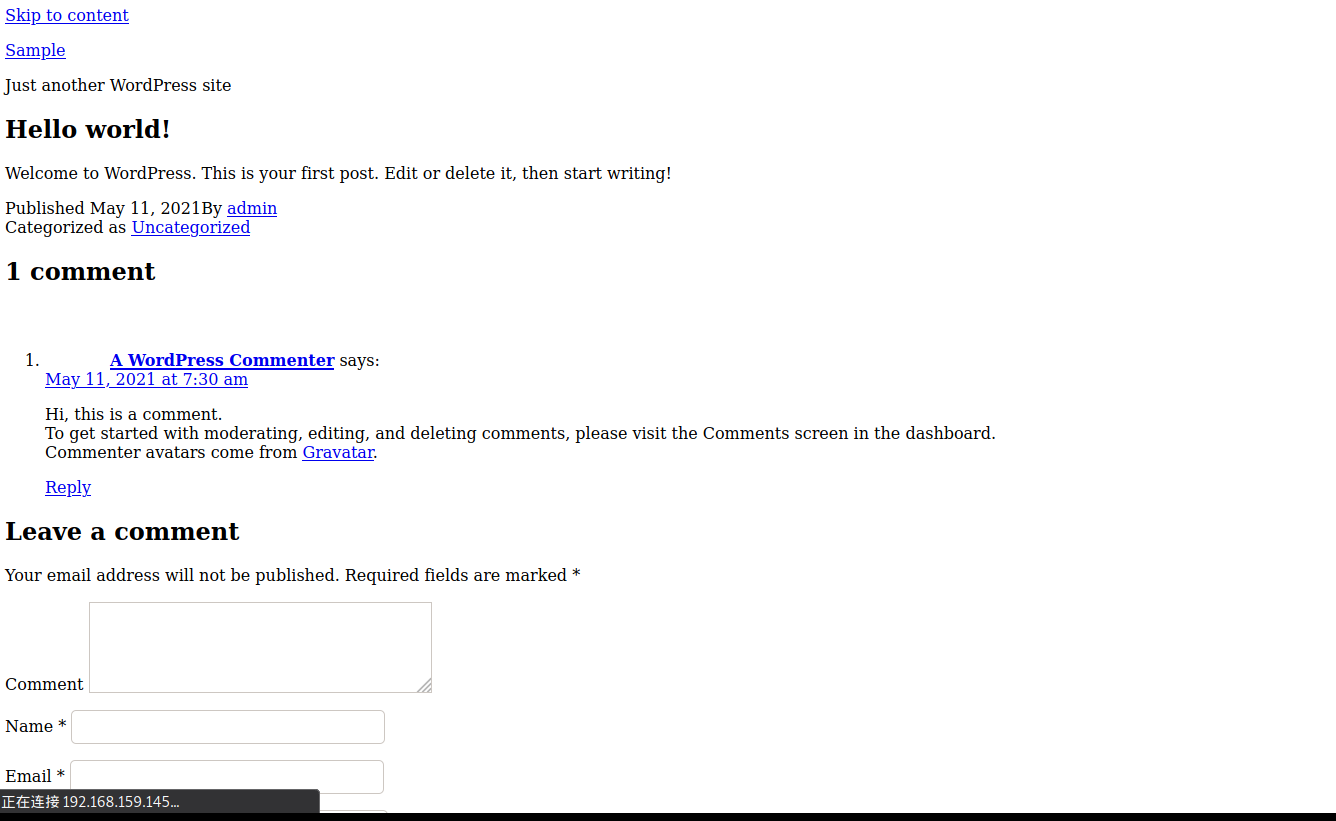 Skip to content
Sample
Just another WordPress site
Hello world!
Welcome to WordPress. This is your first post. Edit or delete it, then start writing!
Published May 11, 2021By admin
Categorized as Uncategorized
1 comment
1. A WordPress Commenter says:
May 11, 2021 at 7:30 am
Hi, this is a comment.
To get started with moderating, editing, and deleting comments, please visit the Comments screen in the dashboard.
Commenter avatars come from Gravatar.
Reply
Leave a comment
Your email address will not be published. Required fields are marked *
Comment
Name *
Email *
正在连接 192.168.159.145...